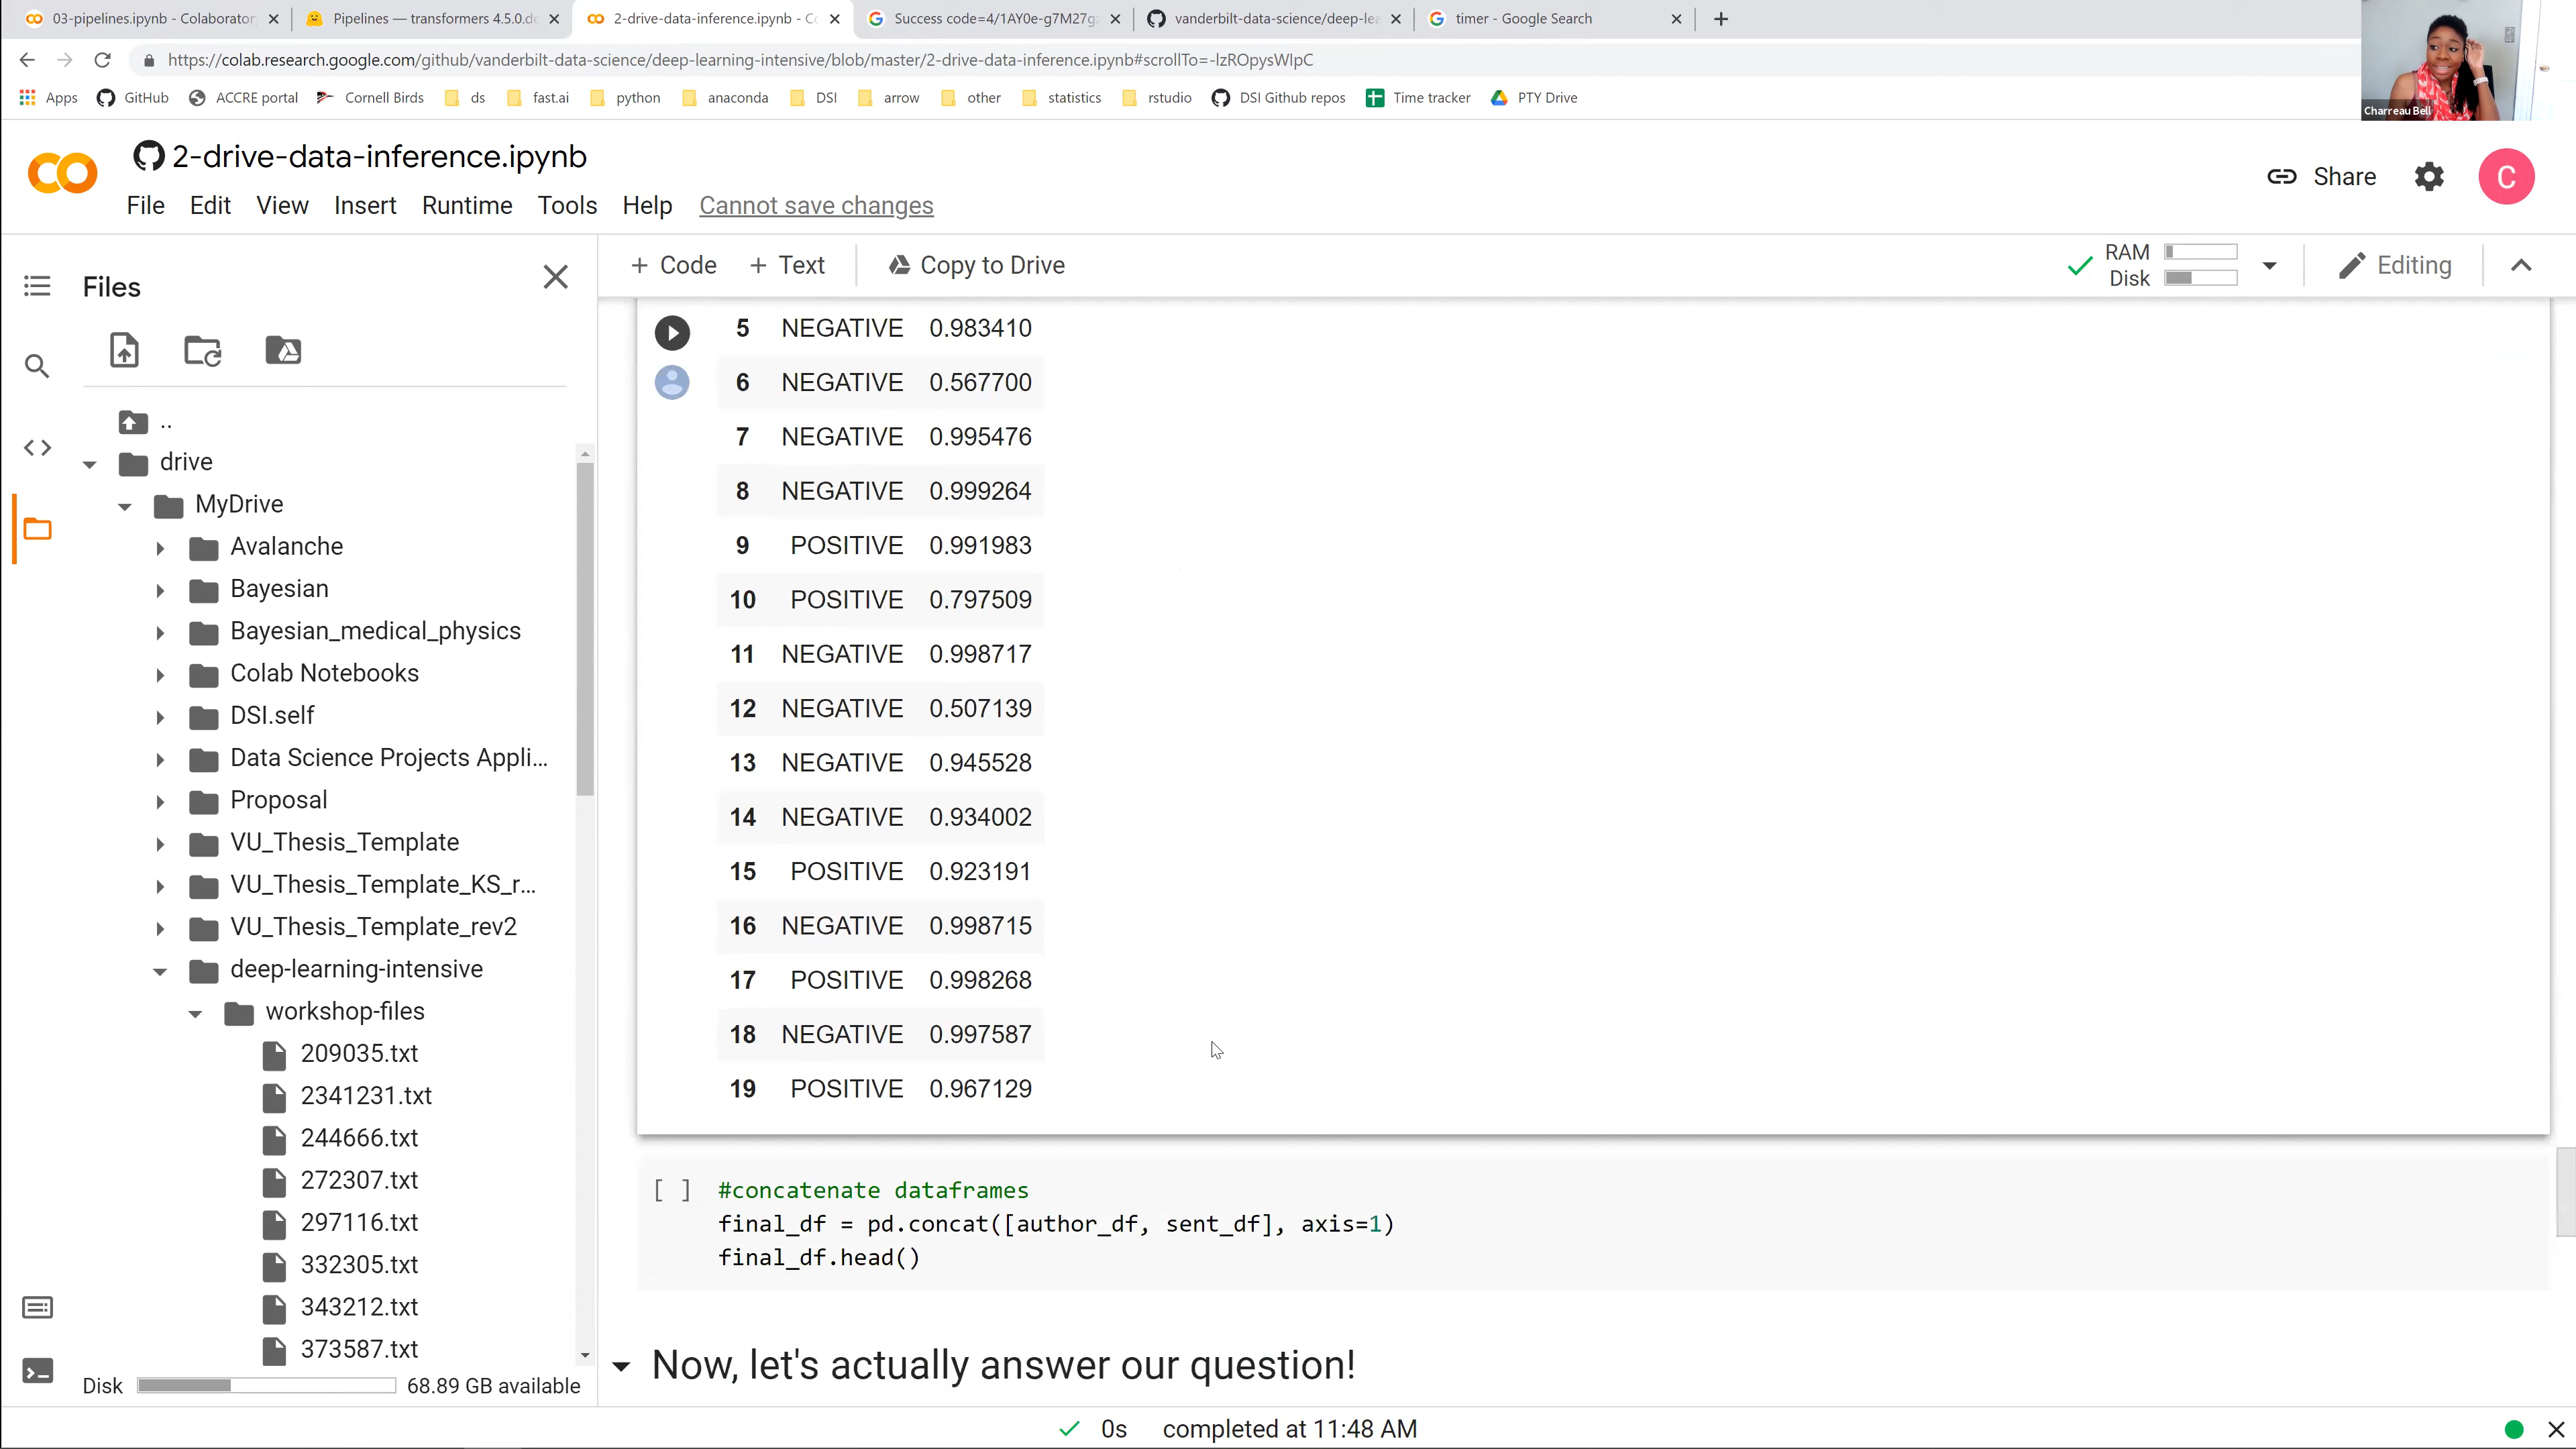 03-pipelines.ipynb - Colaborator
Pipelines — transformers 4.5.0.de
2-drive-data-inference.ipynb - Co
Success code=4/1AY0e-g7M27g
vanderbilt-data-science/deep-lea
timer - Google Search
https://colab.research.google.com/github/vanderbilt-data-science/deep-learning-intensive/blob/master/2-drive-data-inference.ipynb#scrollTo=-lzROpysWlpC
Apps GitHub ACCRE portal Cornell Birds ds fast.ai python anaconda DSI arrow other statistics rstudio DSI Github repos Time tracker PTY Drive
Charreau Bell
2-drive-data-inference.ipynb
File Edit View Insert Runtime Tools Help Cannot save changes
Share
C
Files
+ Code + Text Copy to Drive
RAM
Disk
Editing
..
drive
MyDrive
Avalanche
Bayesian
Bayesian_medical_physics
Colab Notebooks
DSI.self
Data Science Projects Appli...
Proposal
VU_Thesis_Template
VU_Thesis_Template_KS_r...
VU_Thesis_Template_rev2
deep-learning-intensive
workshop-files
209035.txt
2341231.txt
244666.txt
272307.txt
297116.txt
332305.txt
343212.txt
373587.txt
Disk 68.89 GB available
5 NEGATIVE 0.983410
6 NEGATIVE 0.567700
7 NEGATIVE 0.995476
8 NEGATIVE 0.999264
9 POSITIVE 0.991983
10 POSITIVE 0.797509
11 NEGATIVE 0.998717
12 NEGATIVE 0.507139
13 NEGATIVE 0.945528
14 NEGATIVE 0.934002
15 POSITIVE 0.923191
16 NEGATIVE 0.998715
17 POSITIVE 0.998268
18 NEGATIVE 0.997587
19 POSITIVE 0.967129
[ ] #concatenate dataframes
final_df = pd.concat([author_df, sent_df], axis=1)
final_df.head()
Now, let's actually answer our question!
0s completed at 11:48 AM